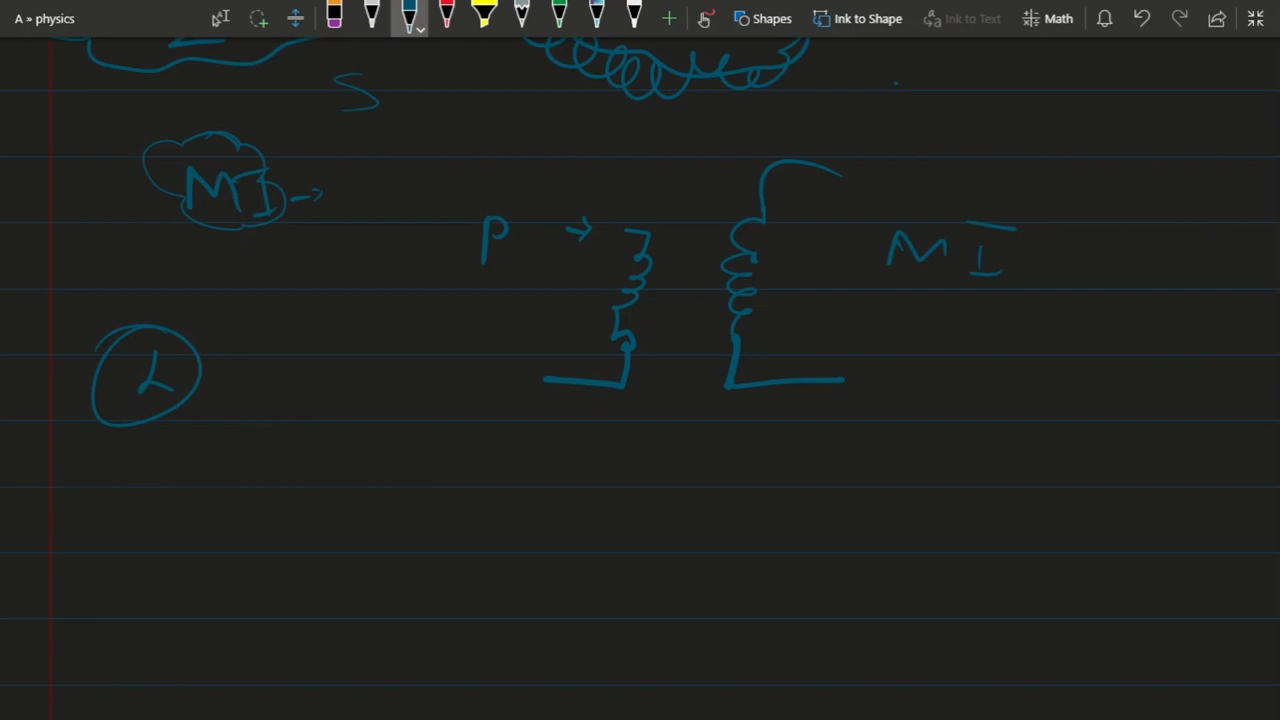 A » physics
Shapes
Ink to Shape
Ink to Text
Math
S
MI →
P →
MI
L